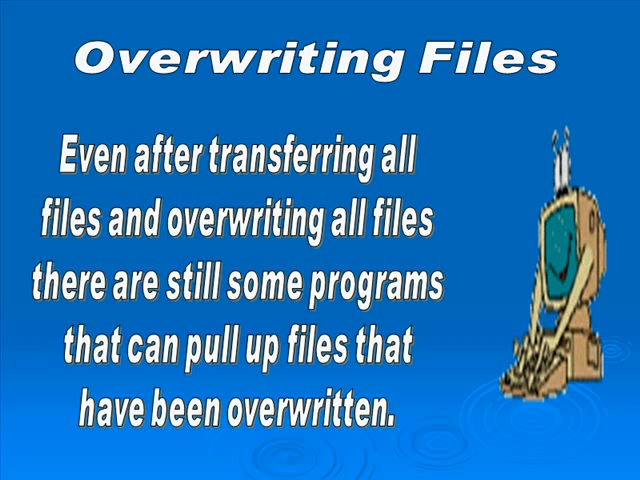 Overwriting Files
Even after transferring all
files and overwriting all files
there are still some programs
that can pull up files that
have been overwritten.